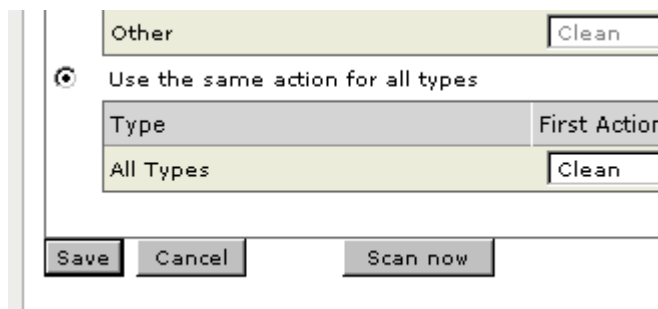 Other Clean
Use the same action for all types
Type First Action
All Types Clean
Save Cancel Scan now